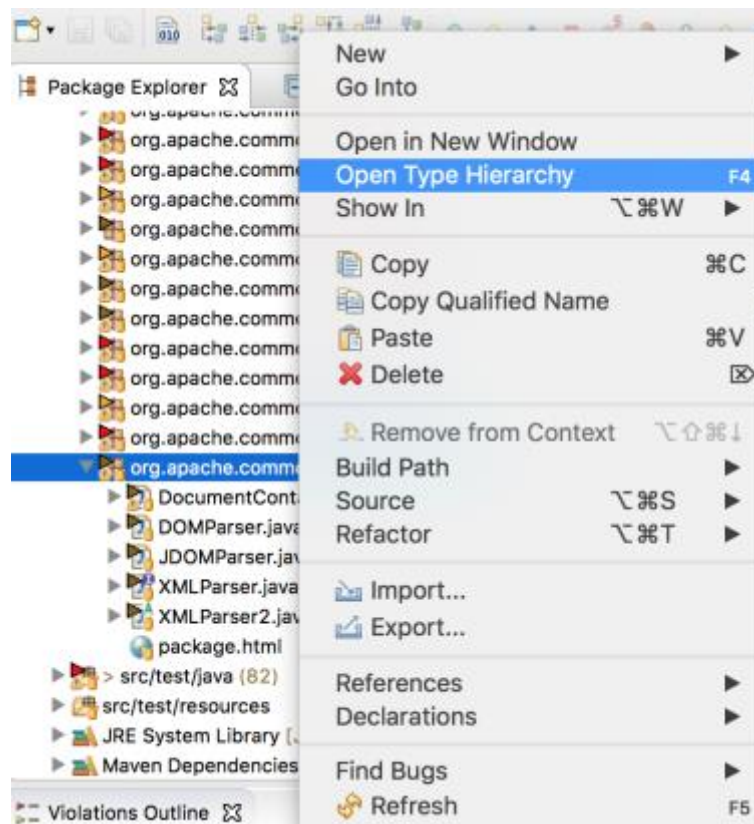 010
Package Explorer
org.apache.comm
org.apache.comm
org.apache.comm
org.apache.comm
org.apache.comm
org.apache.comm
org.apache.comm
org.apache.comm
org.apache.comm
org.apache.comm
org.apache.comm
org.apache.comm
org.apache.comm
DocumentCont
DOMParser.java
JDOMParser.jav
XMLParser.java
XMLParser2.jav
package.html
> src/test/java (82)
src/test/resources
JRE System Library [
Maven Dependencies
Violations Outline
New
Go Into
Open in New Window
Open Type Hierarchy F4
Show In ⌥⌘W
Copy ⌘C
Copy Qualified Name
Paste ⌘V
Delete ⌦
Remove from Context ⌥⇧⌘↓
Build Path
Source ⌥⌘S
Refactor ⌥⌘T
Import...
Export...
References
Declarations
Find Bugs
Refresh F5